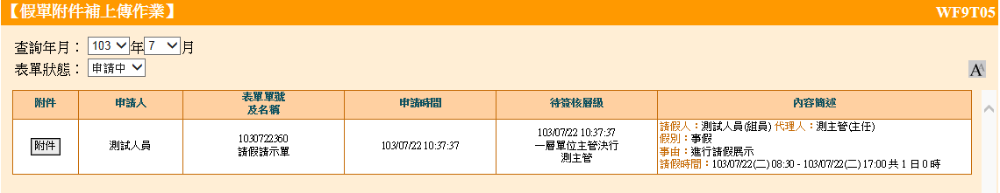 【假單附件補上傳作業】 WF9T05
查詢年月： 103 年 7 月
表單狀態： 申請中
A
附件 申請人 表單單號 及名稱 申請時間 待簽核層級 內容簡述
附件 測試人員 1030722360 請假請示單 103/07/22 10:37:37 103/07/22 10:37:37 一層單位主管決行 測主管
請假人：測試人員(組員) 代理人：測主管(主任)
假別：事假
事由：進行請假展示
請假時間：103/07/22(二) 08:30 - 103/07/22(二) 17:00 共 1 日 0 時